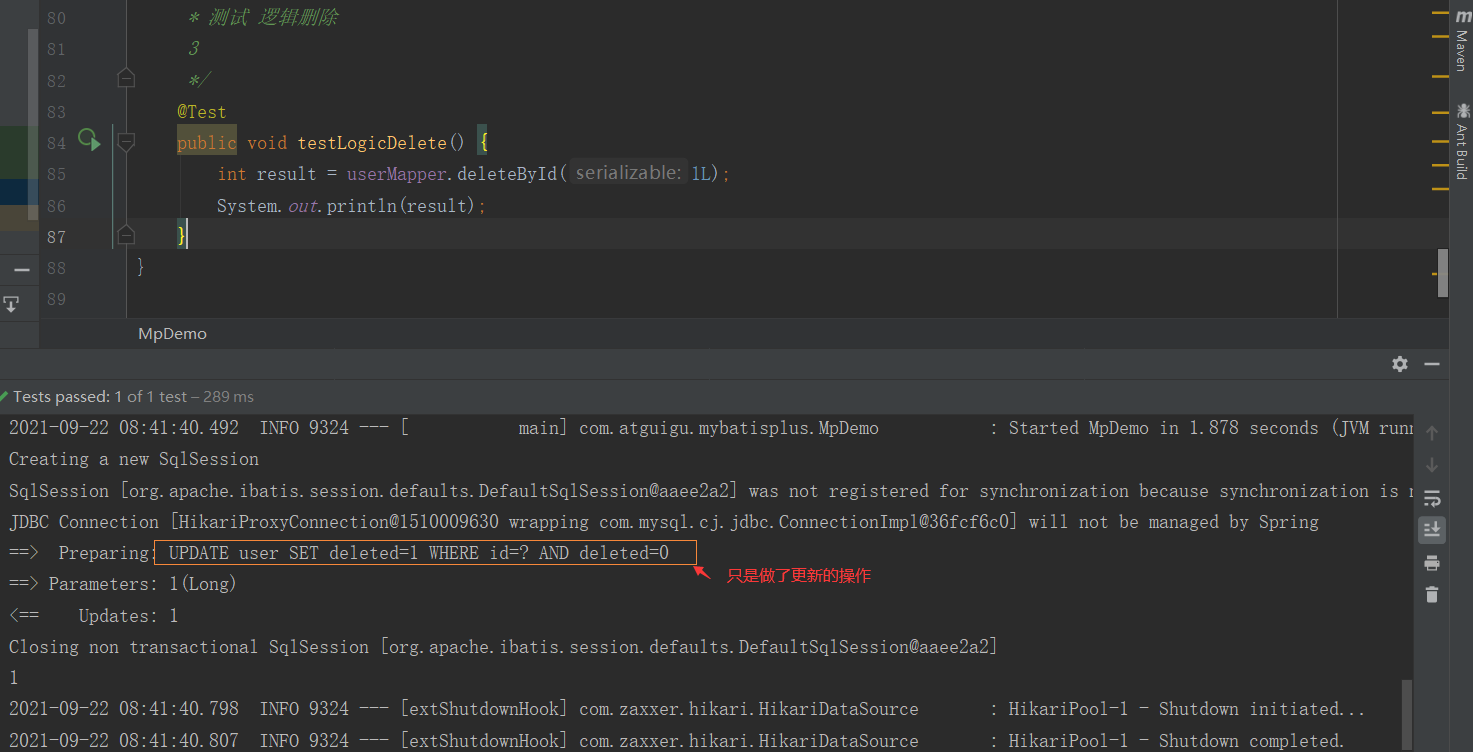 80 * 测试 逻辑删除
81 3
82 */
83 @Test
84 public void testLogicDelete() {
85 int result = userMapper.deleteById( serializable: 1L);
86 System.out.println(result);
87 }
88 }
89
m Maven
Ant Build
MpDemo
Tests passed: 1 of 1 test – 289 ms
2021-09-22 08:41:40.492 INFO 9324 --- [ main] com.atguigu.mybatisplus.MpDemo : Started MpDemo in 1.878 seconds (JVM runn
Creating a new SqlSession
SqlSession [org.apache.ibatis.session.defaults.DefaultSqlSession@aaee2a2] was not registered for synchronization because synchronization is n
JDBC Connection [HikariProxyConnection@1510009630 wrapping com.mysql.cj.jdbc.ConnectionImpl@36fcf6c0] will not be managed by Spring
==> Preparing: UPDATE user SET deleted=1 WHERE id=? AND deleted=0
只是做了更新的操作
==> Parameters: 1(Long)
<== Updates: 1
Closing non transactional SqlSession [org.apache.ibatis.session.defaults.DefaultSqlSession@aaee2a2]
1
2021-09-22 08:41:40.798 INFO 9324 --- [extShutdownHook] com.zaxxer.hikari.HikariDataSource : HikariPool-1 - Shutdown initiated...
2021-09-22 08:41:40.807 INFO 9324 --- [extShutdownHook] com.zaxxer.hikari.HikariDataSource : HikariPool-1 - Shutdown completed.